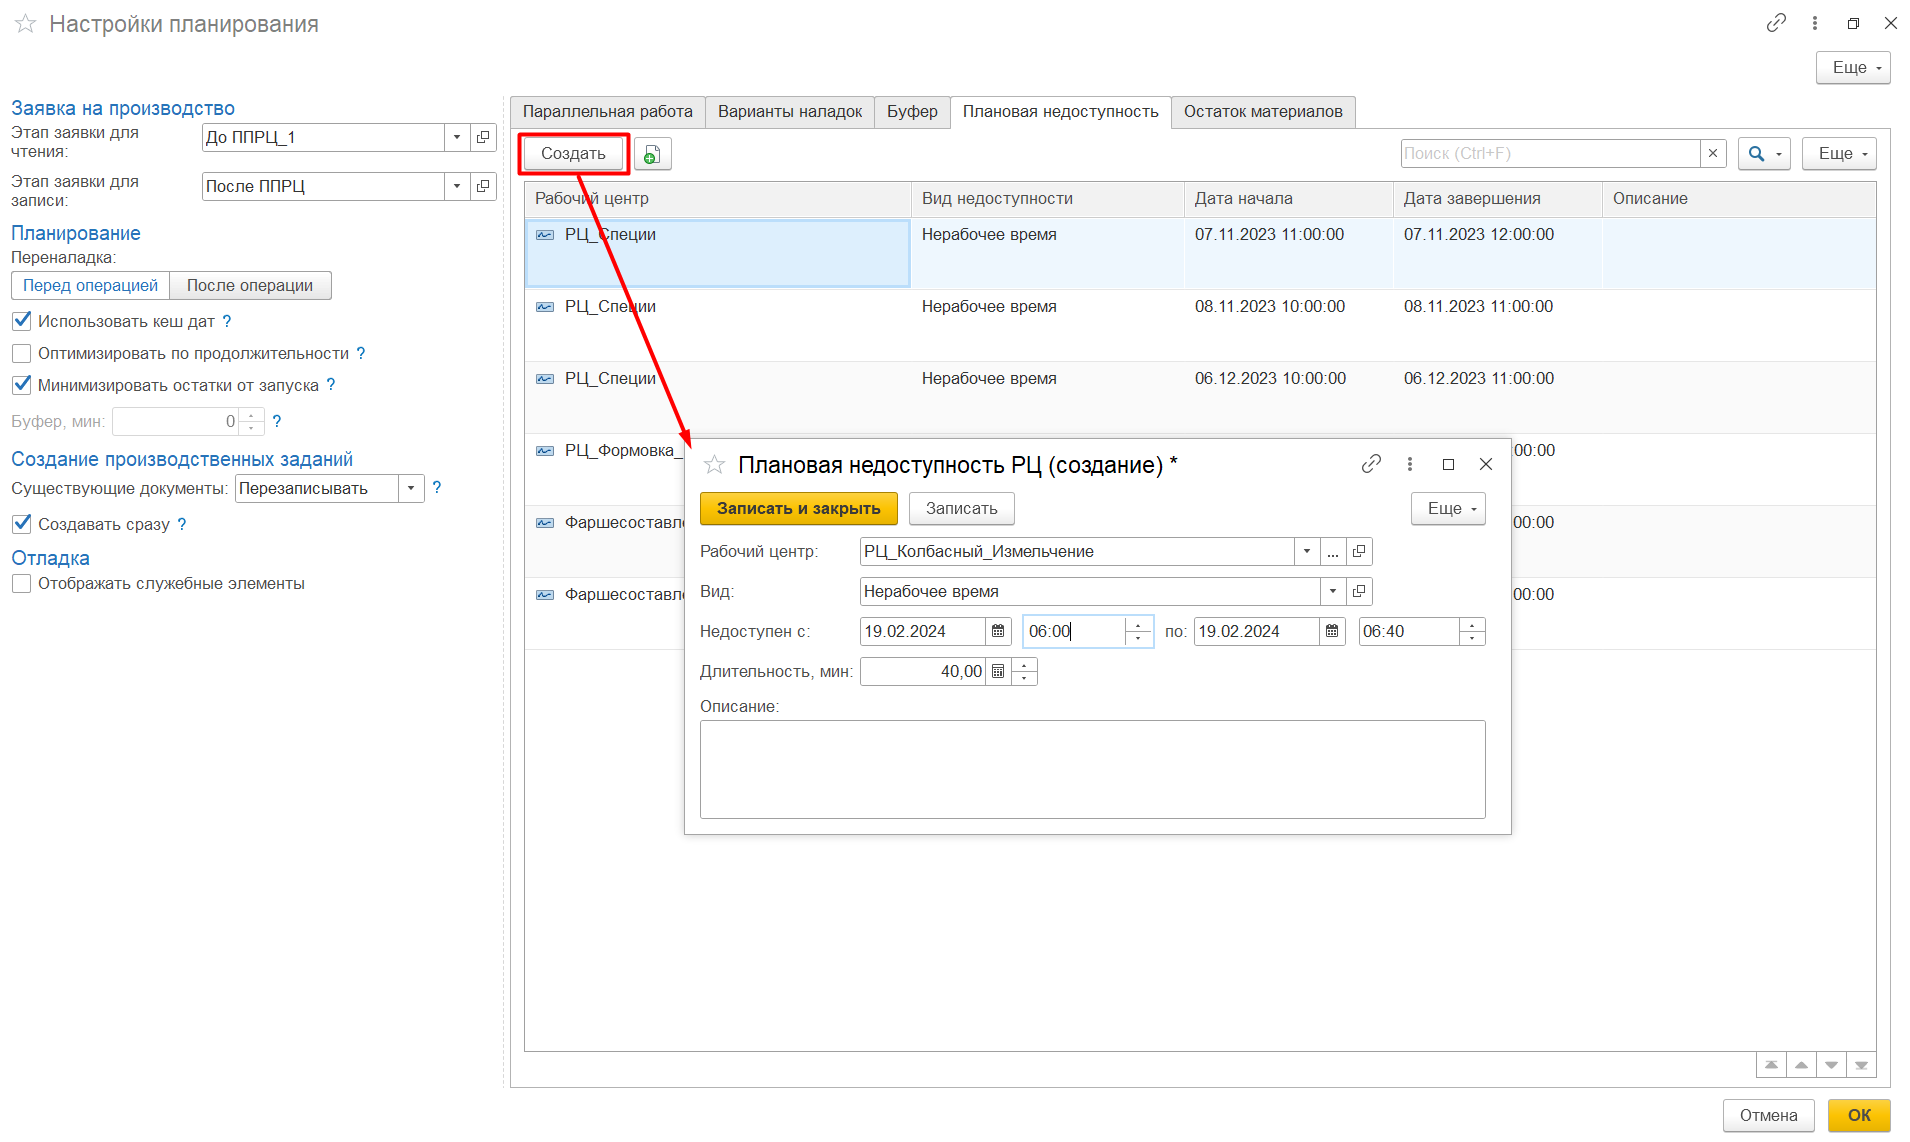 Настройки планирования
Еще
Заявка на производство
Этап заявки для
чтения:
До ППРЦ_1
Этап заявки для
записи:
После ППРЦ
Планирование
Переналадка:
Перед операцией
После операции
Использовать кеш дат ?
Оптимизировать по продолжительности ?
Минимизировать остатки от запуска ?
Буфер, мин: 0 ?
Создание производственных заданий
Существующие документы: Перезаписывать ?
Создавать сразу ?
Отладка
Отображать служебные элементы
Параллельная работа
Варианты наладок
Буфер
Плановая недоступность
Остаток материалов
Создать
Поиск (Ctrl+F)
Еще
Рабочий центр Вид недоступности Дата начала Дата завершения Описание
РЦ_Специи Нерабочее время 07.11.2023 11:00:00 07.11.2023 12:00:00
РЦ_Специи Нерабочее время 08.11.2023 10:00:00 08.11.2023 11:00:00
РЦ_Специи Нерабочее время 06.12.2023 10:00:00 06.12.2023 11:00:00
РЦ_Формовка_ :00:00
Фаршесоставл 00:00
Фаршесоставл 00:00
Плановая недоступность РЦ (создание) *
Записать и закрыть
Записать
Еще
Рабочий центр: РЦ_Колбасный_Измельчение ...
Вид: Нерабочее время
Недоступен с: 19.02.2024 06:00 по: 19.02.2024 06:40
Длительность, мин: 40,00
Описание:
Отмена
ОК